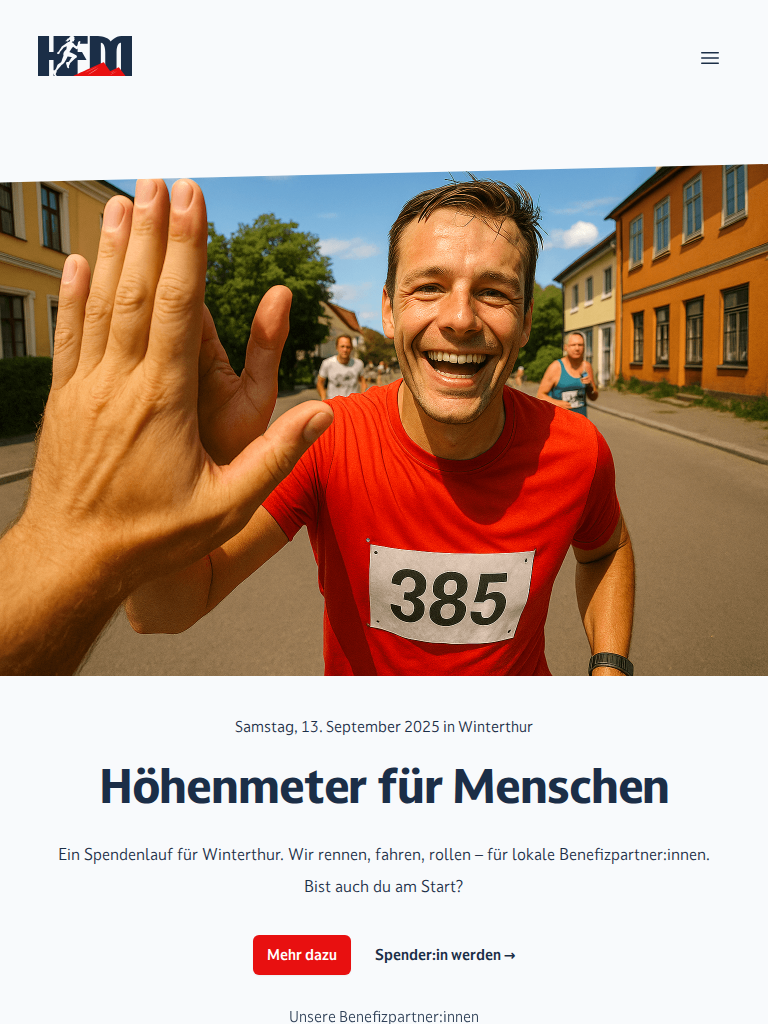 HFM
385
Samstag, 13. September 2025 in Winterthur
Höhenmeter für Menschen
Ein Spendenlauf für Winterthur. Wir rennen, fahren, rollen – für lokale Benefizpartner:innen.
Bist auch du am Start?
Mehr dazu
Spender:in werden →
Unsere Benefizpartner:innen